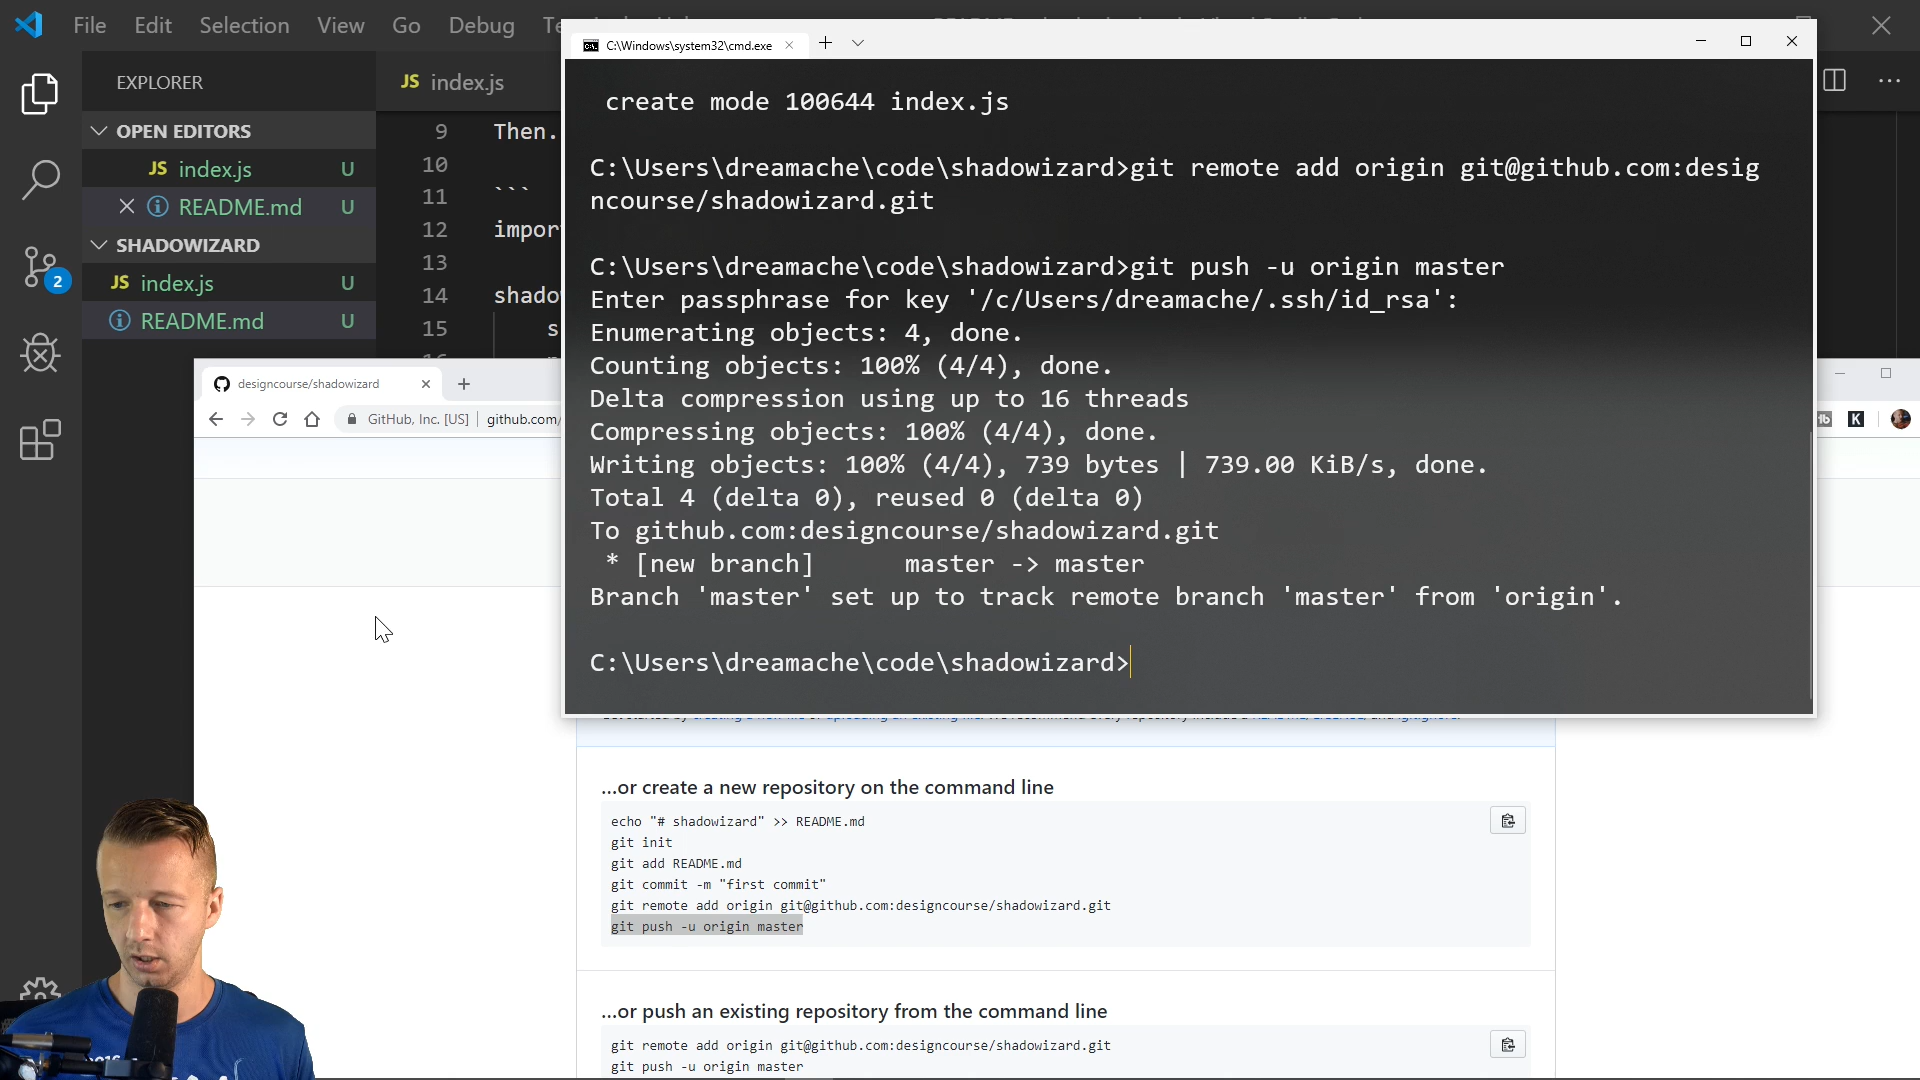 File Edit Selection View Go Debug
EXPLORER
OPEN EDITORS
JS index.js U
README.md U
SHADOWIZARD
JS index.js U
README.md U
2
JS index.js
9 Then.
10
11 ```
12
13
14
15 s
C:\Windows\system32\cmd.exe
create mode 100644 index.js
C:\Users\dreamache\code\shadowizard>git remote add origin git@github.com:desig
ncourse/shadowizard.git
C:\Users\dreamache\code\shadowizard>git push -u origin master
Enter passphrase for key '/c/Users/dreamache/.ssh/id_rsa':
Enumerating objects: 4, done.
Counting objects: 100% (4/4), done.
Delta compression using up to 16 threads
Compressing objects: 100% (4/4), done.
Writing objects: 100% (4/4), 739 bytes | 739.00 KiB/s, done.
Total 4 (delta 0), reused 0 (delta 0)
To github.com:designcourse/shadowizard.git
* [new branch] master -> master
Branch 'master' set up to track remote branch 'master' from 'origin'.
C:\Users\dreamache\code\shadowizard>
designcourse/shadowizard
GitHub, Inc. [US] | github.com/
K
...or create a new repository on the command line
echo "# shadowizard" >> README.md
git init
git add README.md
git commit -m "first commit"
git remote add origin git@github.com:designcourse/shadowizard.git
git push -u origin master
...or push an existing repository from the command line
git remote add origin git@github.com:designcourse/shadowizard.git
git push -u origin master